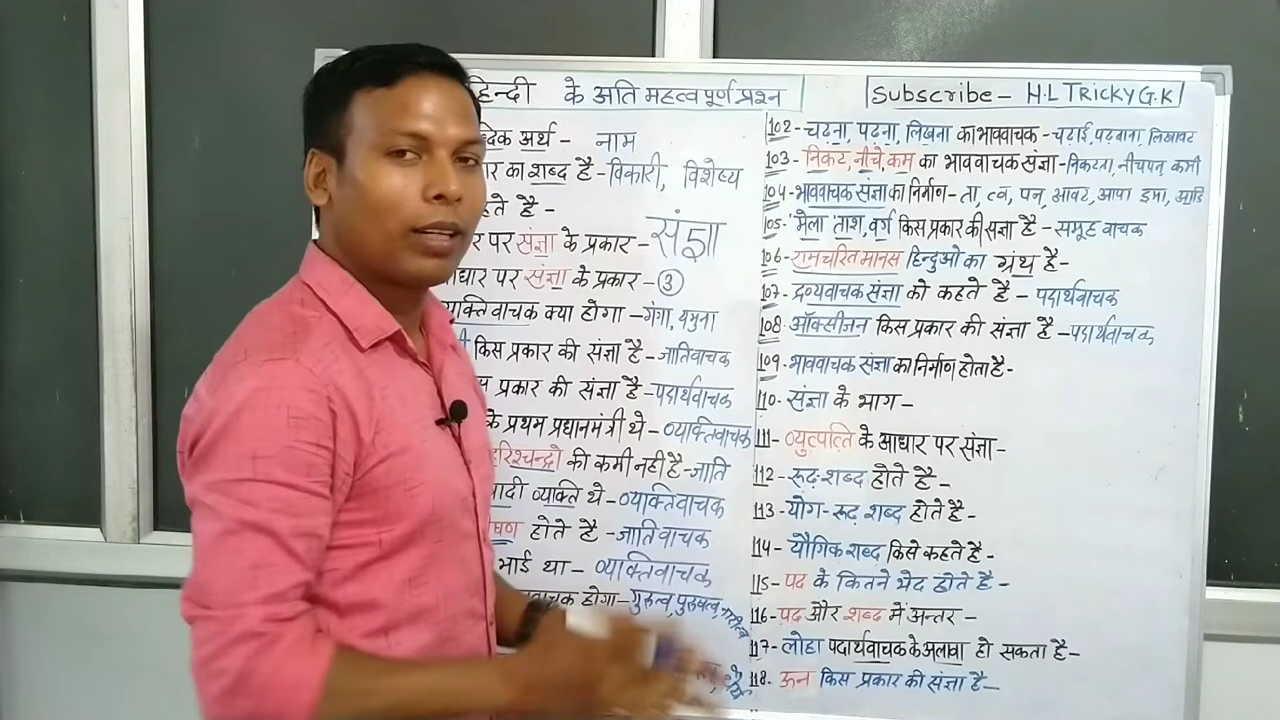 हिन्दी के अति महत्वपूर्ण प्रश्न
Subscribe - H.L TRICKY G.K
अर्थ - नाम
का शब्द है - विकारी, विशेष्य
है -
पर संज्ञा के प्रकार - संज्ञा
पर संज्ञा के प्रकार - 3
क्या होगा - गंगा, यमुना
किस प्रकार की संज्ञा है - जातिवाचक
प्रकार की संज्ञा है - पदार्थवाचक
के प्रथम प्रधानमंत्री थे - व्यक्तिवाचक
हरिश्चन्द्रो की कमी नही है - जाति
व्यक्ति थे - व्यक्तिवाचक
होते है - जातिवाचक
भाई था - व्यक्तिवाचक
होगा - गुरुत्व, पुरुषत्व,
102- चढ़ना, पढ़ना, लिखना का भाववाचक - चढ़ाई, पढ़वाना, लिखावट
103- निकट, नीचे, कम का भाववाचक संज्ञा - निकटता, नीचपन, कमी
104- भाववाचक संज्ञा का निर्माण - ता, त्व, पन, आवट, आपा इमा, आदि
105- 'मेला' ताश, वर्ग किस प्रकार की संज्ञा है - समूह वाचक
106- रामचरित मानस हिन्दुओ का ग्रंथ है -
107- द्रव्यवाचक संज्ञा को कहते है - पदार्थवाचक
108- ऑक्सीजन किस प्रकार की संज्ञा है - पदार्थवाचक
109- भाववाचक संज्ञा का निर्माण होता है -
110- संज्ञा के भाग -
111- व्युत्पत्ति के आधार पर संज्ञा -
112- रूढ़ शब्द होते है -
113- योग - रूढ़ शब्द होते है -
114- यौगिक शब्द किसे कहते है -
115- पद के कितने भेद होते है -
116- पद और शब्द में अन्तर -
117- लोहा पदार्थवाचक के अलावा हो सकता है -
118- ऊन किस प्रकार की संज्ञा है -